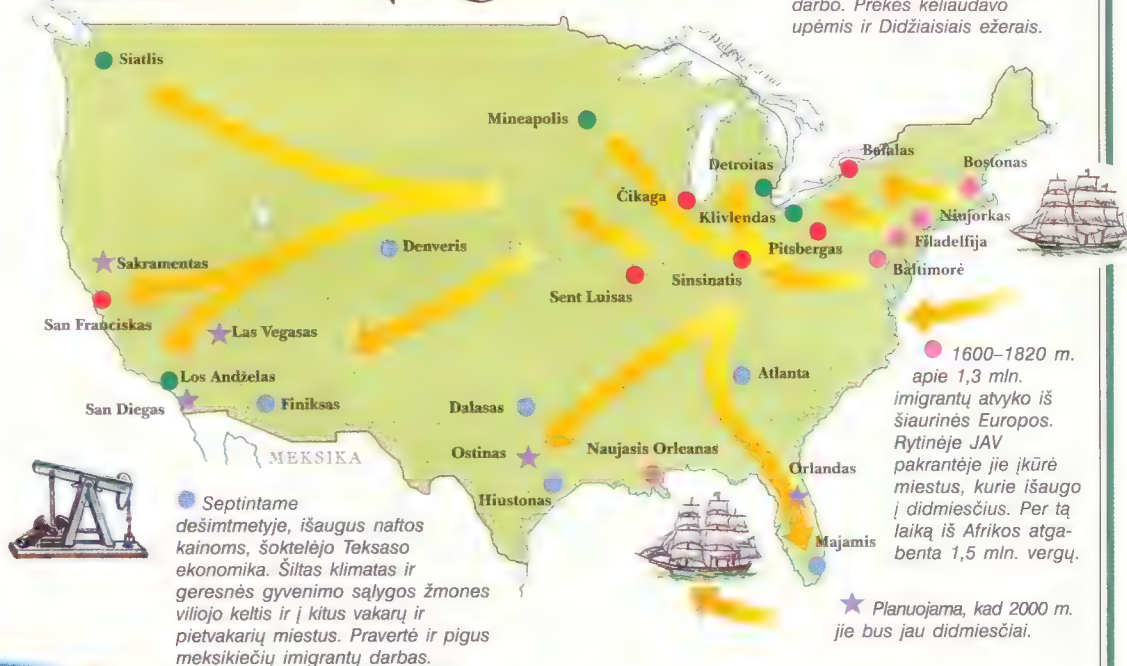 darbo. Prekės keliaudavo
upėmis ir Didžiaisiais ežerais.
Siatlis
Mineapolis
Detroitas
Bafalas
Bostonas
Čikaga
Klivlendas
Niujorkas
Pitsbergas
Filadelfija
Denveris
Sakramentas
Sinsinatis
Baltimorė
Sent Luisas
San Franciskas
Las Vegasas
Los Andželas
Atlanta
San Diegas
Finiksas
Dalasas
MEKSIKA
Ostinas
Naujasis Orleanas
Orlandas
Hiustonas
Majamis
1600–1820 m.
apie 1,3 mln.
imigrantų atvyko iš
šiaurinės Europos.
Rytinėje JAV
pakrantėje jie įkūrė
miestus, kurie išaugo
į didmiesčius. Per tą
laiką iš Afrikos atga-
benta 1,5 mln. vergų.
Septintame
dešimtmetyje, išaugus naftos
kainoms, šoktelėjo Teksaso
ekonomika. Šiltas klimatas ir
geresnės gyvenimo sąlygos žmones
viliojo keltis ir į kitus vakarų ir
pietvakarių miestus. Pravertė ir pigus
meksikiečių imigrantų darbas.
Planuojama, kad 2000 m.
jie bus jau didmiesčiai.